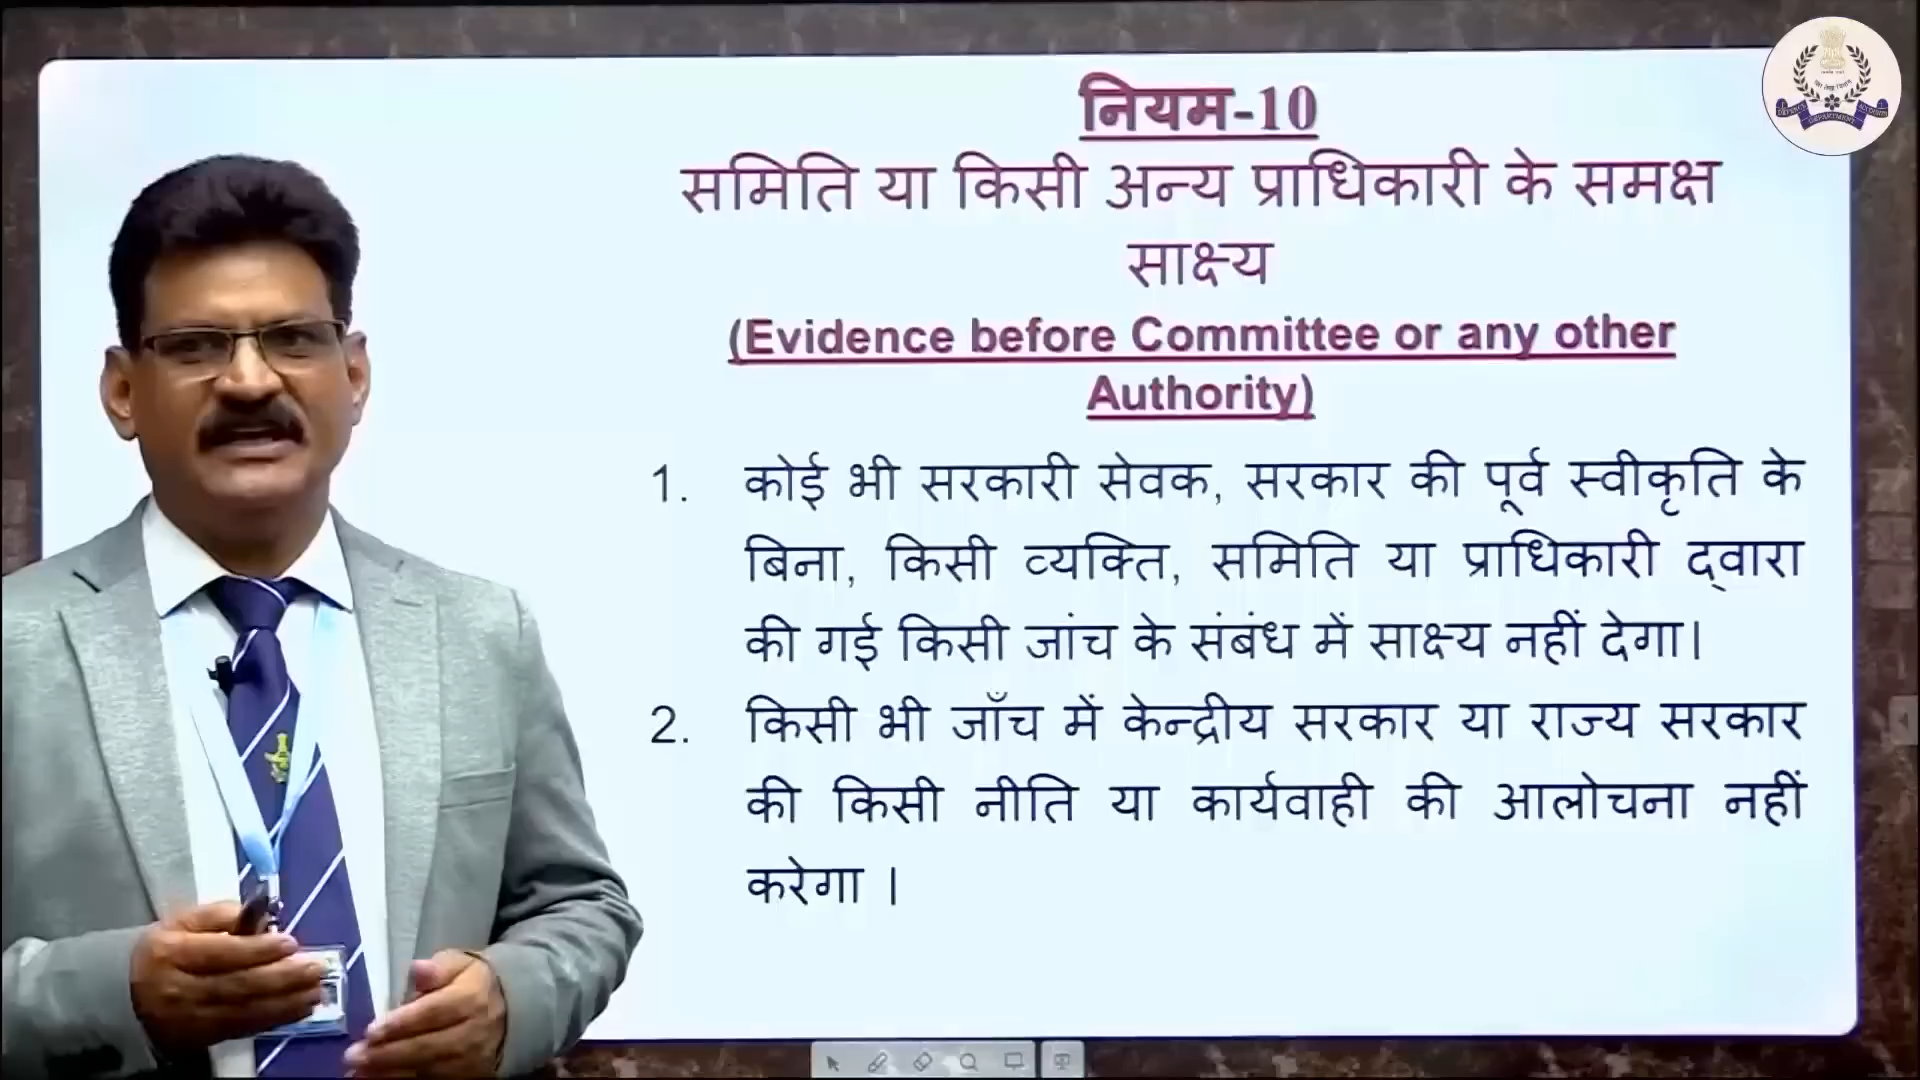 नियम-10
समिति या किसी अन्य प्राधिकारी के समक्ष
साक्ष्य
(Evidence before Committee or any other
Authority)
1. कोई भी सरकारी सेवक, सरकार की पूर्व स्वीकृति के
बिना, किसी व्यक्ति, समिति या प्राधिकारी द्वारा
की गई किसी जांच के संबंध में साक्ष्य नहीं देगा।
2. किसी भी जाँच में केन्द्रीय सरकार या राज्य सरकार
की किसी नीति या कार्यवाही की आलोचना नहीं
करेगा ।
DEPARTMENT